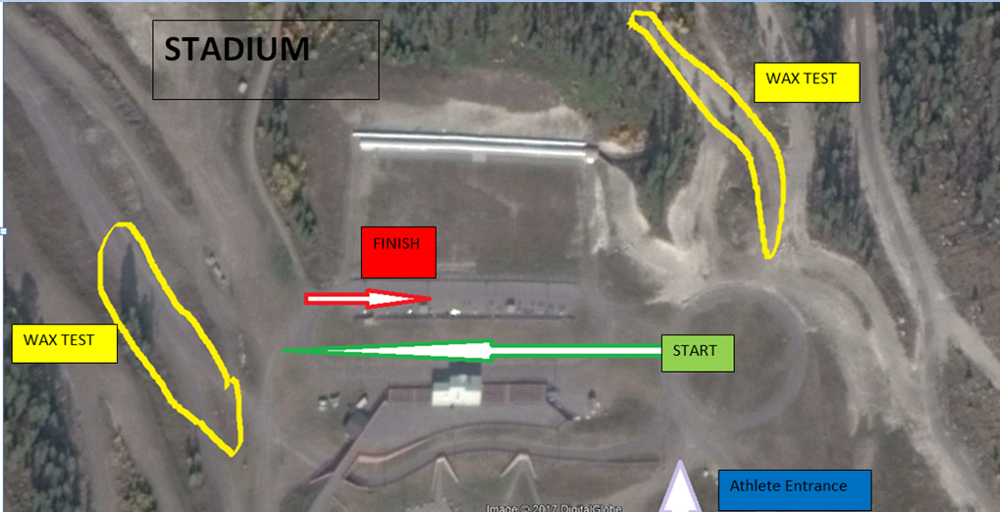 STADIUM
WAX TEST
FINISH
WAX TEST
START
Athlete Entrance
Image © 2017 DigitalGlobe